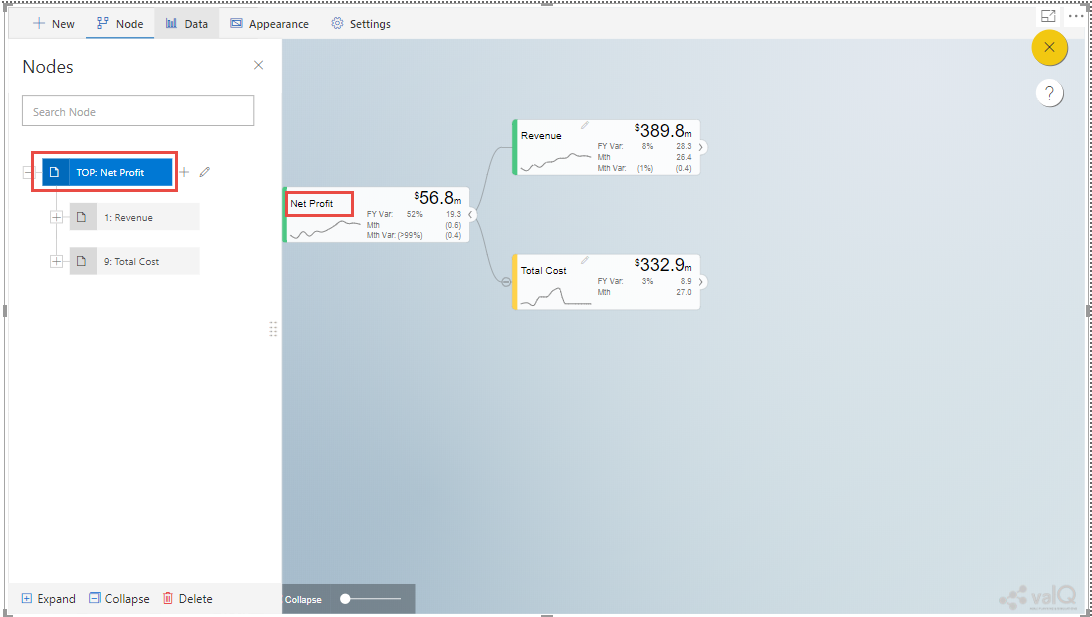 New
Node
Data
Appearance
Settings
Nodes
Search Node
TOP: Net Profit
1: Revenue
9: Total Cost
Expand
Collapse
Delete
Net Profit
$56.8m
FY Var: 52% 19.3
Mth (0.6)
Mth Var: (>99%) (0.4)
Revenue
$389.8m
FY Var: 8% 28.3
Mth 26.4
Mth Var: (1%) (0.4)
Total Cost
$332.9m
FY Var: 3% 8.9
Mth 27.0
?
Collapse
valQ